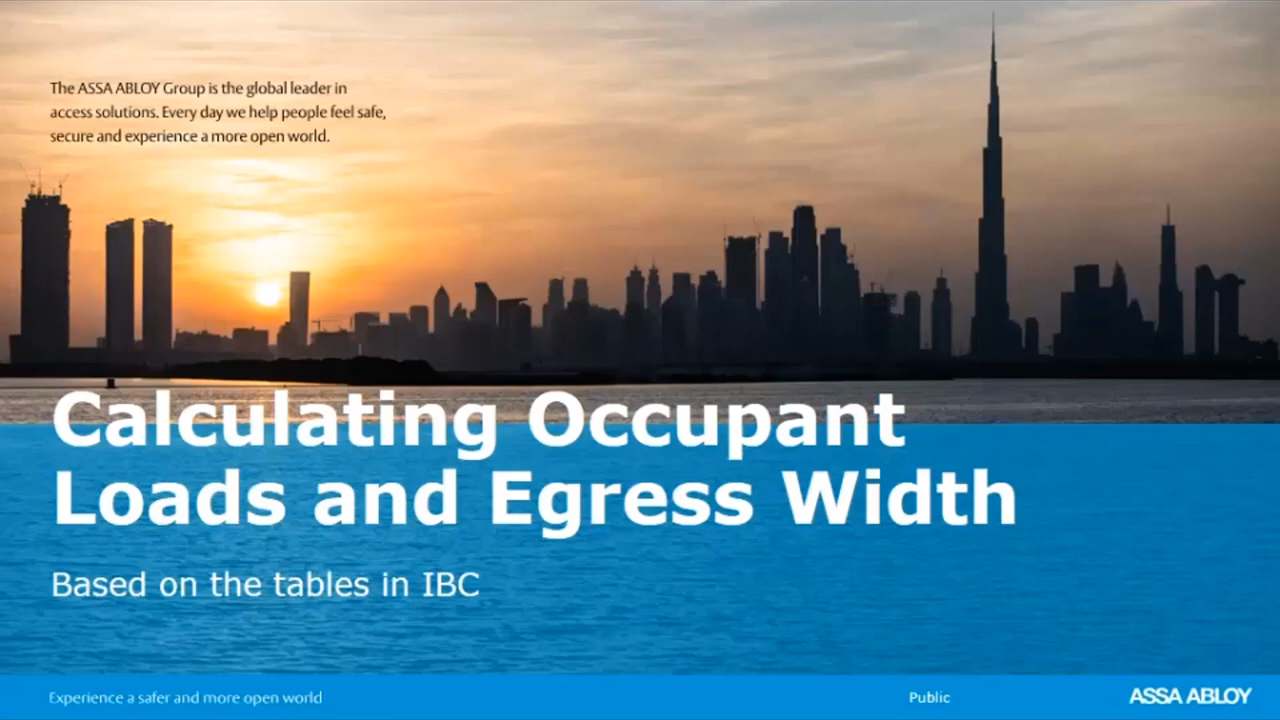 The ASSA ABLOY Group is the global leader in
access solutions. Every day we help people feel safe,
secure and experience a more open world.
Calculating Occupant
Loads and Egress Width
Based on the tables in IBC
Experience a safer and more open world
Public
ASSA ABLOY